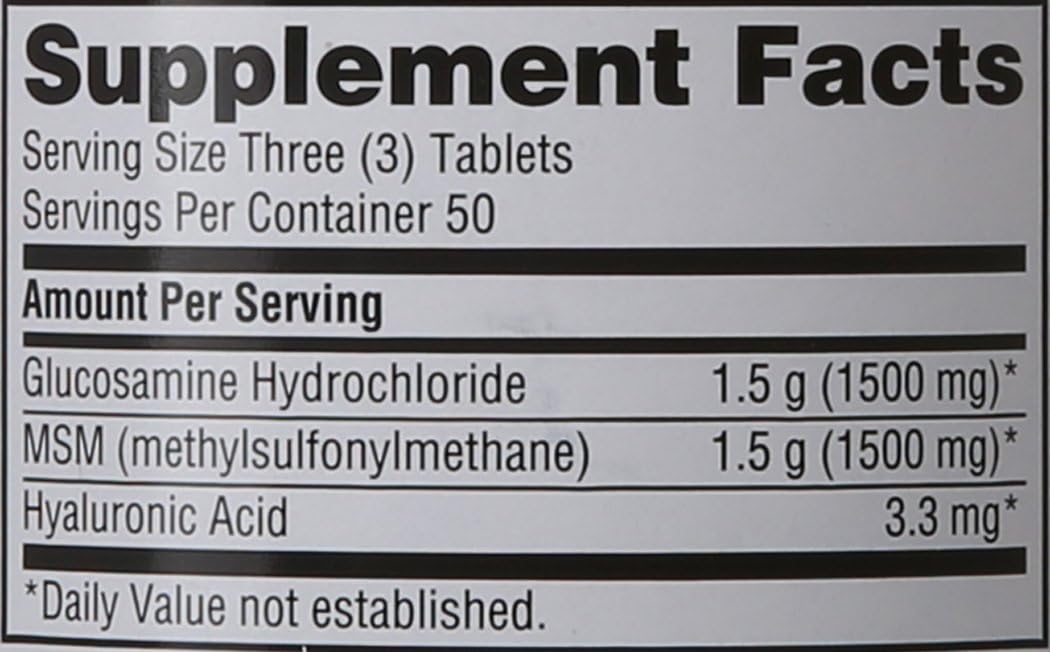 Supplement Facts
Serving Size Three (3) Tablets
Servings Per Container 50
Amount Per Serving
Glucosamine Hydrochloride 1.5 g (1500 mg)*
MSM (methylsulfonylmethane) 1.5 g (1500 mg)*
Hyaluronic Acid 3.3 mg*
*Daily Value not established.